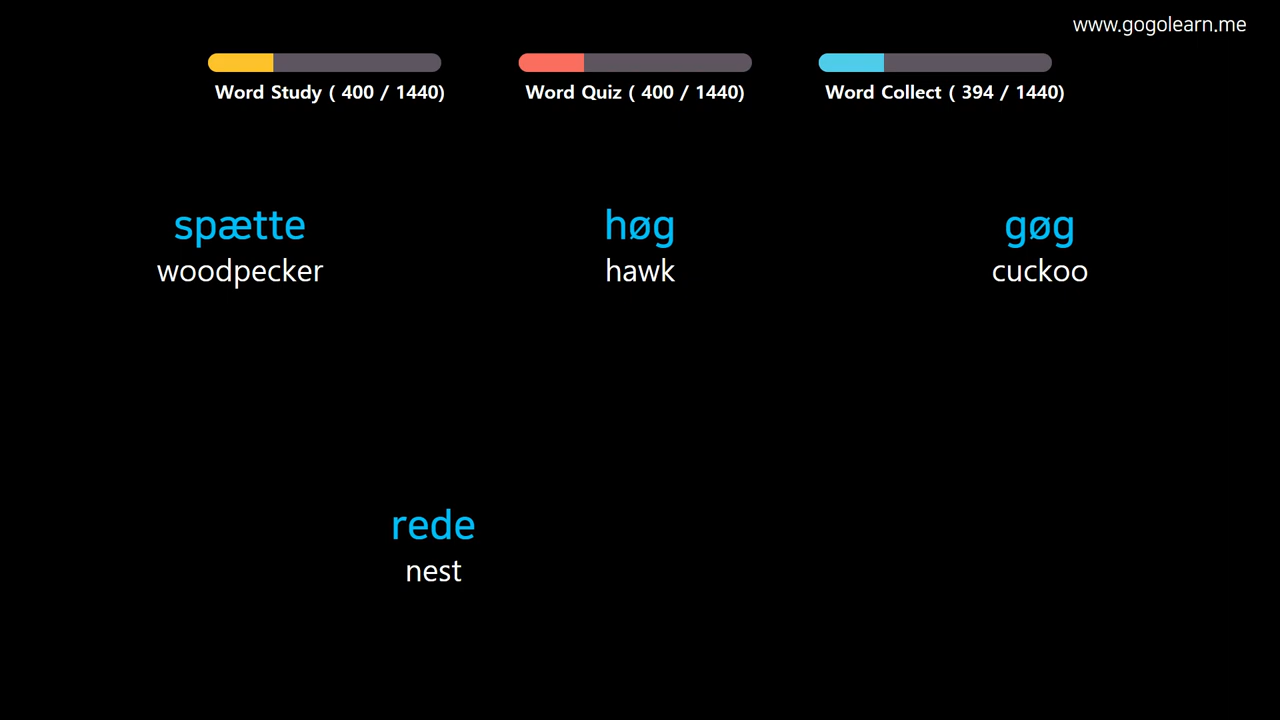 www.gogolearn.me
Word Study ( 400 / 1440)
Word Quiz ( 400 / 1440)
Word Collect ( 394 / 1440)
spætte
woodpecker
høg
hawk
gøg
cuckoo
rede
nest